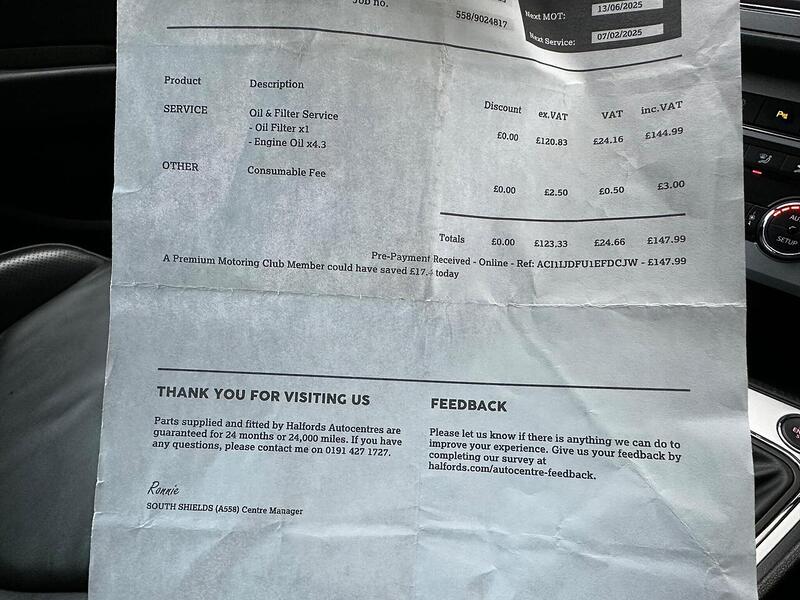 Job no.
558/9024817
Next MOT: 13/06/2025
Next Service: 07/02/2025
Product Description Discount ex.VAT VAT inc.VAT
SERVICE Oil & Filter Service £0.00 £120.83 £24.16 £144.99
- Oil Filter x1
- Engine Oil x4.3
OTHER Consumable Fee £0.00 £2.50 £0.50 £3.00
Totals £0.00 £123.33 £24.66 £147.99
Pre-Payment Received - Online - Ref: ACI1IJDFU1EFDCJW - £147.99
A Premium Motoring Club Member could have saved today
THANK YOU FOR VISITING US
Parts supplied and fitted by Halfords Autocentres are
guaranteed for 24 months or 24,000 miles. If you have
any questions, please contact me on 0191 427 1727.
Ronnie
SOUTH SHIELDS (A558) Centre Manager
FEEDBACK
Please let us know if there is anything we can do to
improve your experience. Give us your feedback by
completing our survey at
halfords.com/autocentre-feedback.
SETUP